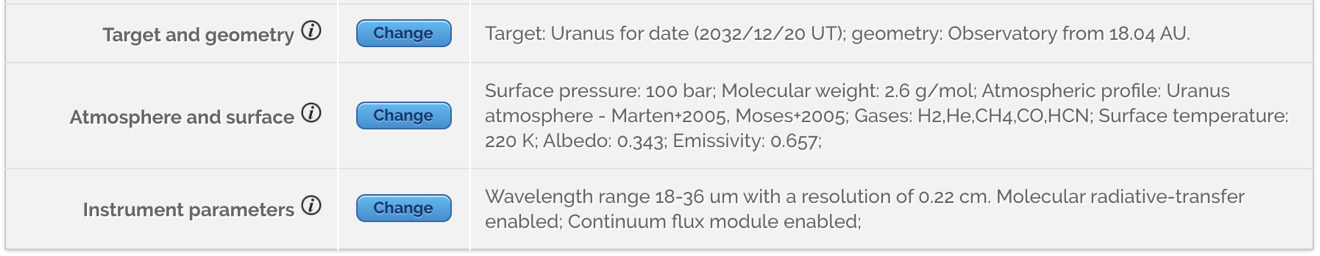 Target and geometry i
Change
Target: Uranus for date (2032/12/20 UT); geometry: Observatory from 18.04 AU.
Atmosphere and surface i
Change
Surface pressure: 100 bar; Molecular weight: 2.6 g/mol; Atmospheric profile: Uranus
atmosphere - Marten+2005, Moses+2005; Gases: H2,He,CH4,CO,HCN; Surface temperature:
220 K; Albedo: 0.343; Emissivity: 0.657;
Instrument parameters i
Change
Wavelength range 18-36 um with a resolution of 0.22 cm. Molecular radiative-transfer
enabled; Continuum flux module enabled;